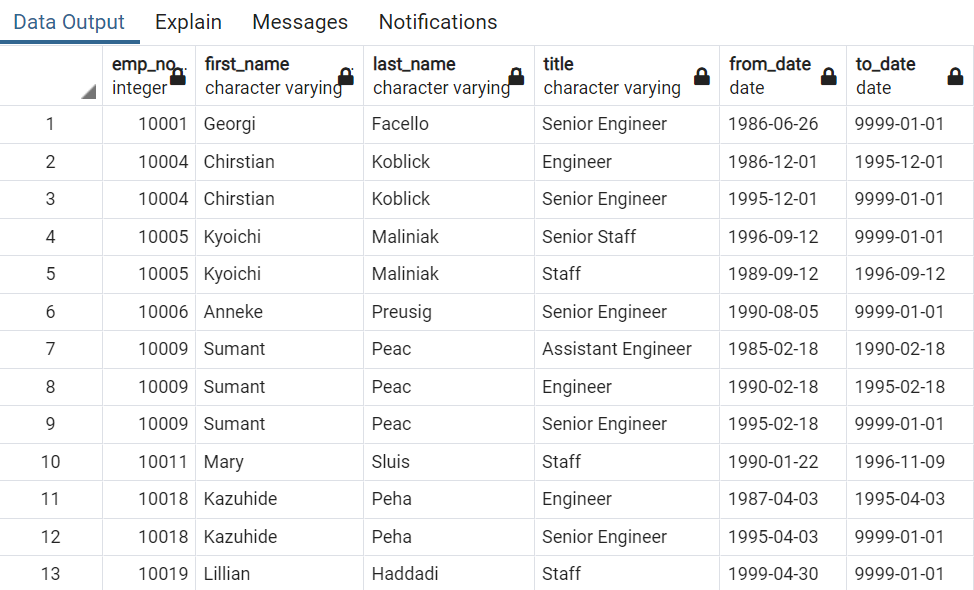 Data Output Explain Messages Notifications
emp_no first_name last_name title from_date to_date
integer character varying character varying character varying date date
1 10001 Georgi Facello Senior Engineer 1986-06-26 9999-01-01
2 10004 Chirstian Koblick Engineer 1986-12-01 1995-12-01
3 10004 Chirstian Koblick Senior Engineer 1995-12-01 9999-01-01
4 10005 Kyoichi Maliniak Senior Staff 1996-09-12 9999-01-01
5 10005 Kyoichi Maliniak Staff 1989-09-12 1996-09-12
6 10006 Anneke Preusig Senior Engineer 1990-08-05 9999-01-01
7 10009 Sumant Peac Assistant Engineer 1985-02-18 1990-02-18
8 10009 Sumant Peac Engineer 1990-02-18 1995-02-18
9 10009 Sumant Peac Senior Engineer 1995-02-18 9999-01-01
10 10011 Mary Sluis Staff 1990-01-22 1996-11-09
11 10018 Kazuhide Peha Engineer 1987-04-03 1995-04-03
12 10018 Kazuhide Peha Senior Engineer 1995-04-03 9999-01-01
13 10019 Lillian Haddadi Staff 1999-04-30 9999-01-01